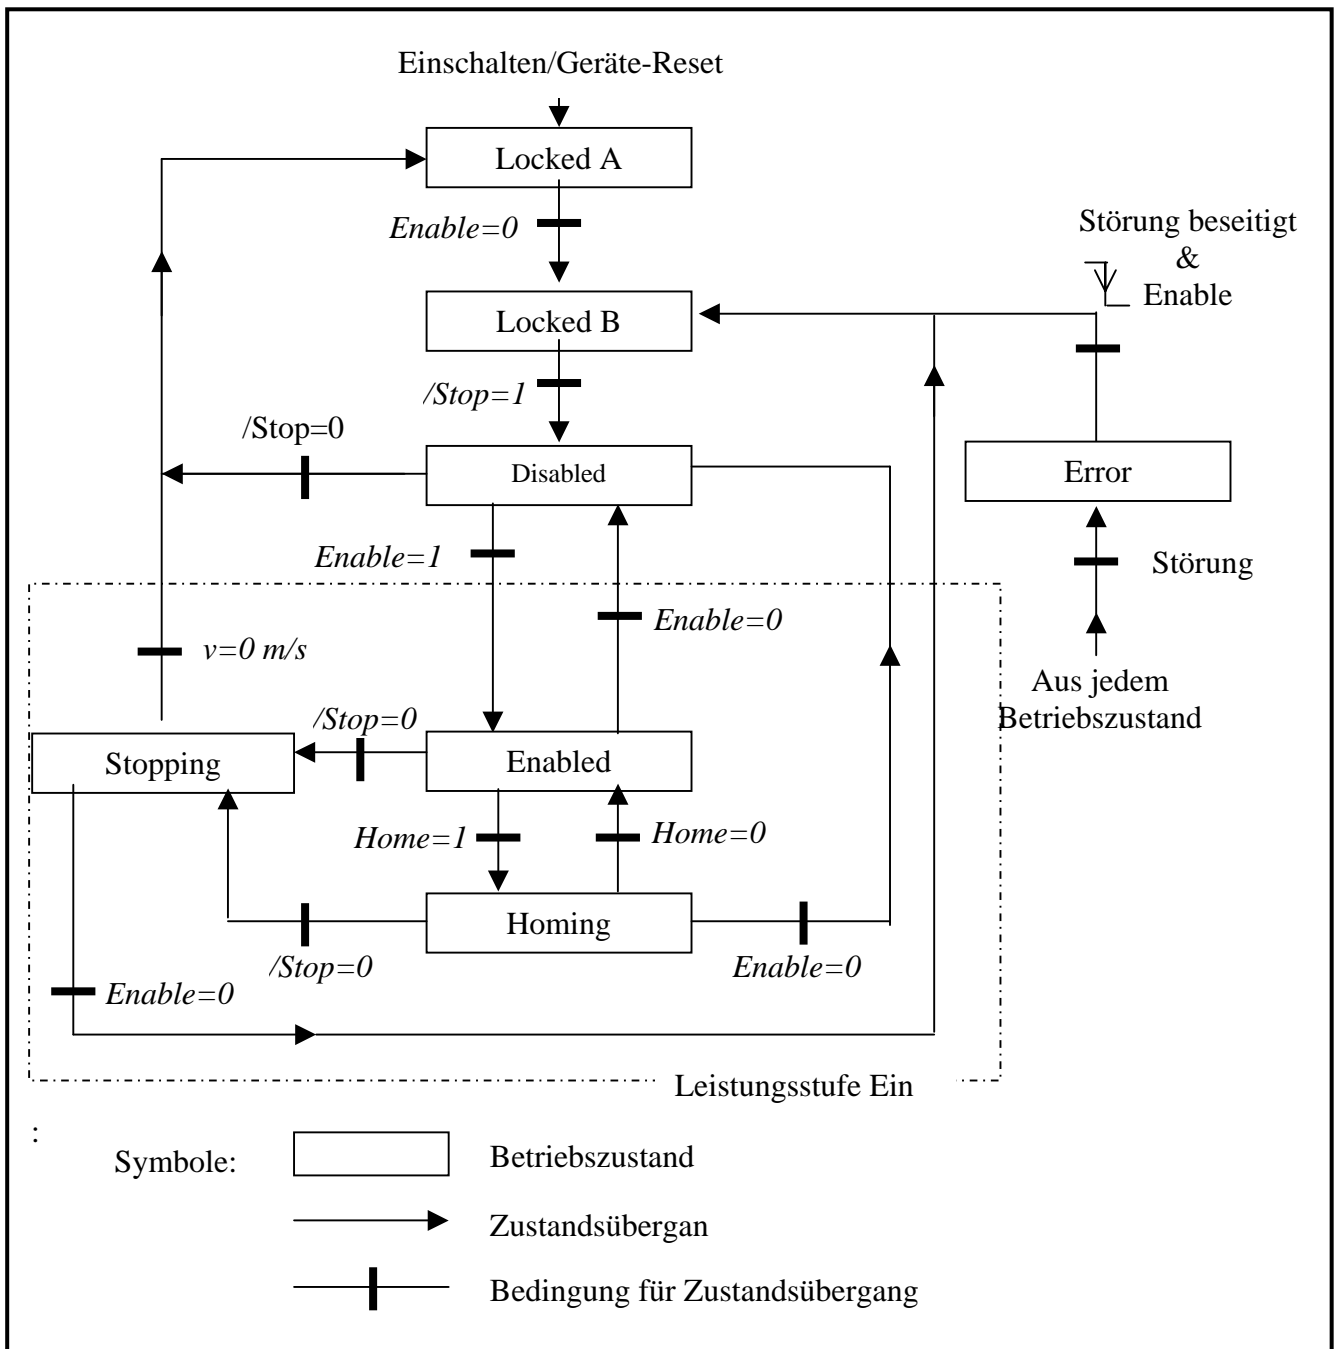 Einschalten/Geräte-Reset
Locked A
Enable=0
Störung beseitigt
&
Enable
Locked B
/Stop=1
/Stop=0
Disabled
Error
Enable=1
Störung
Enable=0
v=0 m/s
Aus jedem
Betriebszustand
/Stop=0
Stopping
Enabled
Home=1
Home=0
Homing
/Stop=0
Enable=0
Enable=0
Leistungsstufe Ein
:
Symbole:
Betriebszustand
Zustandsübergan
Bedingung für Zustandsübergang